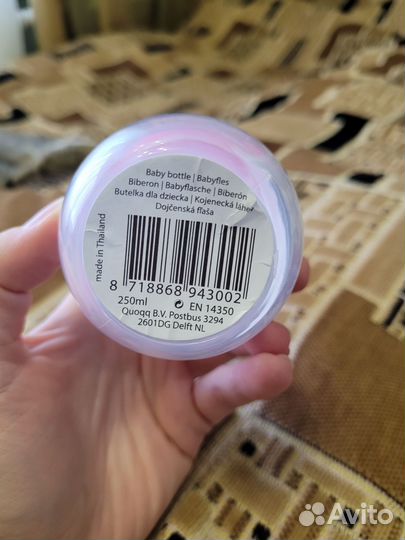 Baby bottle | Babyfles
Biberon | Babyflasche | Biberón
Butelka dla dziecka | Kojenecká láhev
Dojčenská fľaša
made in Thailand
8 718868 943002
250ml EN 14350
Quoqq B.V. Postbus 3294
2601DG Delft NL
Avito